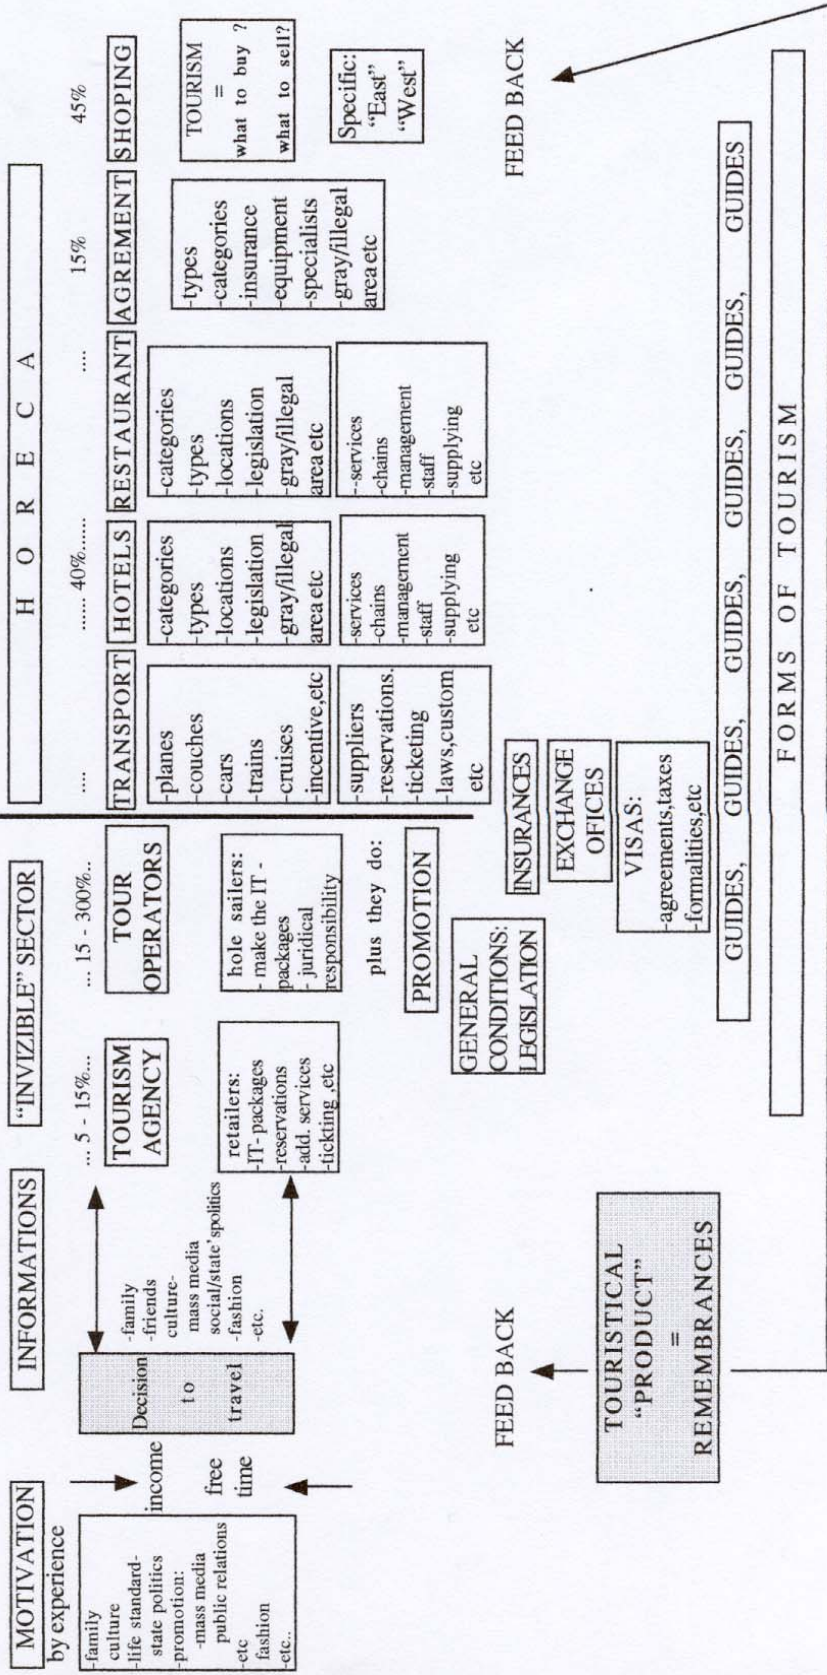 MOTIVATION
by experience
-family
culture
-life standard-
state politics
-promotion:
-mass media
public relations
-etc
fashion
-etc..
income
free
time
Decision
to
travel
INFORMATIONS
-family
-friends
culture-
mass media
social/state'spolitics
-fashion
-etc.
"INVIZIBLE" SECTOR
... 5 - 15%...
TOURISM
AGENCY
retailers:
-IT- packages
-reservations
-add. services
-tickting ,etc
... 15 - 300%..
TOUR
OPERATORS
hole sailers:
- make the IT -
packages
- juridical
responsibility
plus they do:
PROMOTION
GENERAL
CONDITIONS:
LEGISLATION
H O R E C A
....
....... 40%.......
....
15%
45%
TRANSPORT
-planes
-couches
-cars
-trains
-cruises
-incentive,etc
-suppliers
-reservations.
-ticketing
-laws,custom
etc
HOTELS
-categories
-types
-locations
-legislation
-gray/illegal
area etc
-services
-chains
-management
-staff
-supplying
etc
RESTAURANT
-categories
-types
-locations
-legislation
-gray/illegal
area etc
--services
-chains
-management
-staff
-supplying
etc
AGREMENT
-types
-categories
-insurance
-equipment
-specialists
-gray/illegal
area etc
SHOPING
TOURISM
=
what to buy ?
what to sell?
Specific:
"East"
"West"
INSURANCES
EXCHANGE
OFICES
VISAS:
-agreements,taxes
-formalities,etc
FEED BACK
FEED BACK
GUIDES, GUIDES, GUIDES, GUIDES, GUIDES, GUIDES
FORMS OF TOURISM
TOURISTICAL
"PRODUCT"
=
REMEMBRANCES